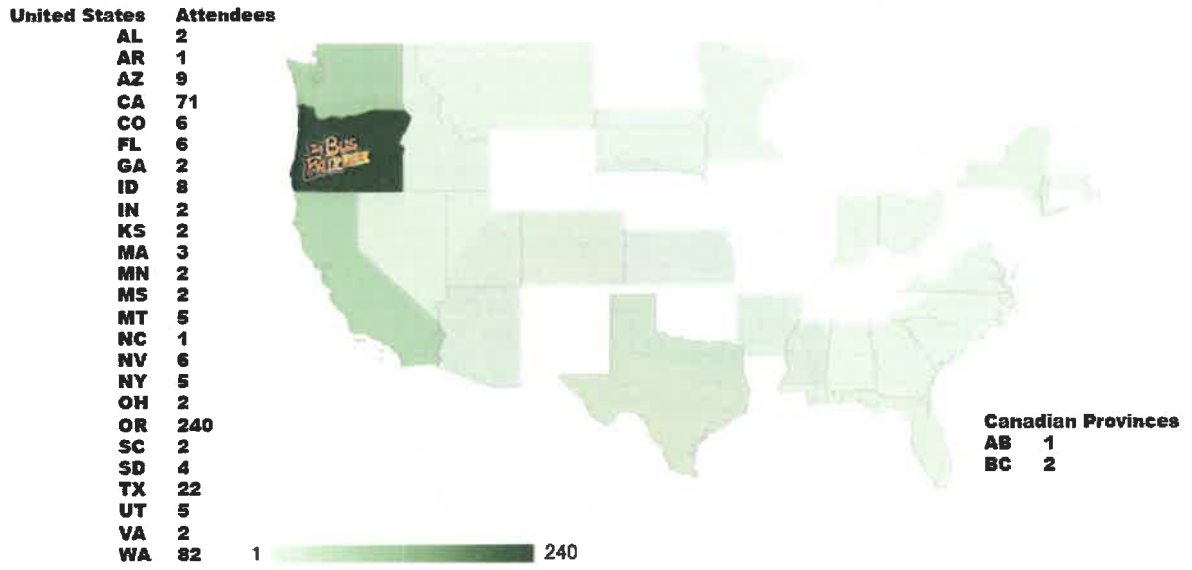 United States Attendees
AL 2
AR 1
AZ 9
CA 71
CO 6
FL 6
GA 2
ID 8
IN 2
KS 2
MA 3
MN 2
MS 2
MT 5
NC 1
NV 6
NY 5
OH 2
OR 240
SC 2
SD 4
TX 22
UT 5
VA 2
WA 82
1 240
Bus
Canadian Provinces
AB 1
BC 2